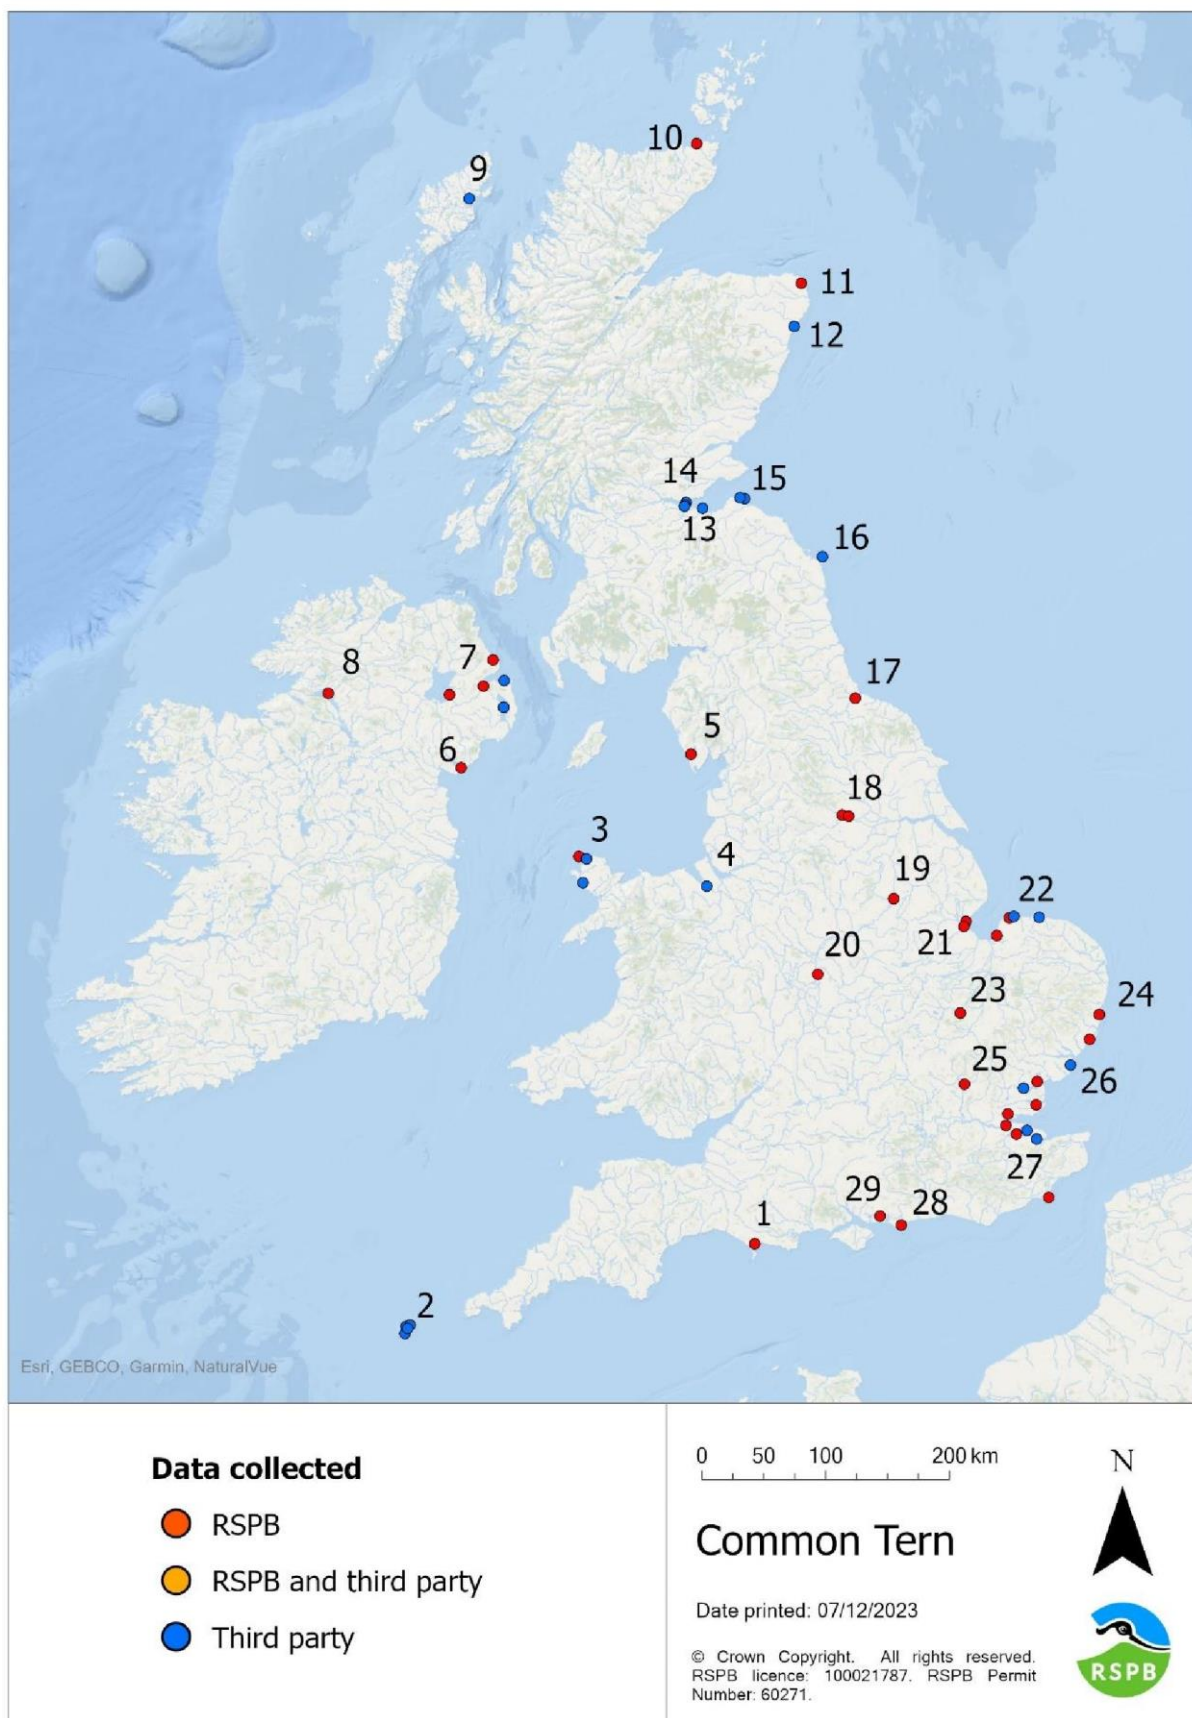 10
9
11
12
14
15
13
16
7
8
17
5
6
18
3
4
19
22
21
20
23
24
25
26
27
29
28
1
2
Esri, GEBCO, Garmin, NaturalVue
Data collected
RSPB
RSPB and third party
Third party
0 50 100 200 km
N
Common Tern
Date printed: 07/12/2023
© Crown Copyright. All rights reserved.
RSPB licence: 100021787. RSPB Permit
Number: 60271.
RSPB